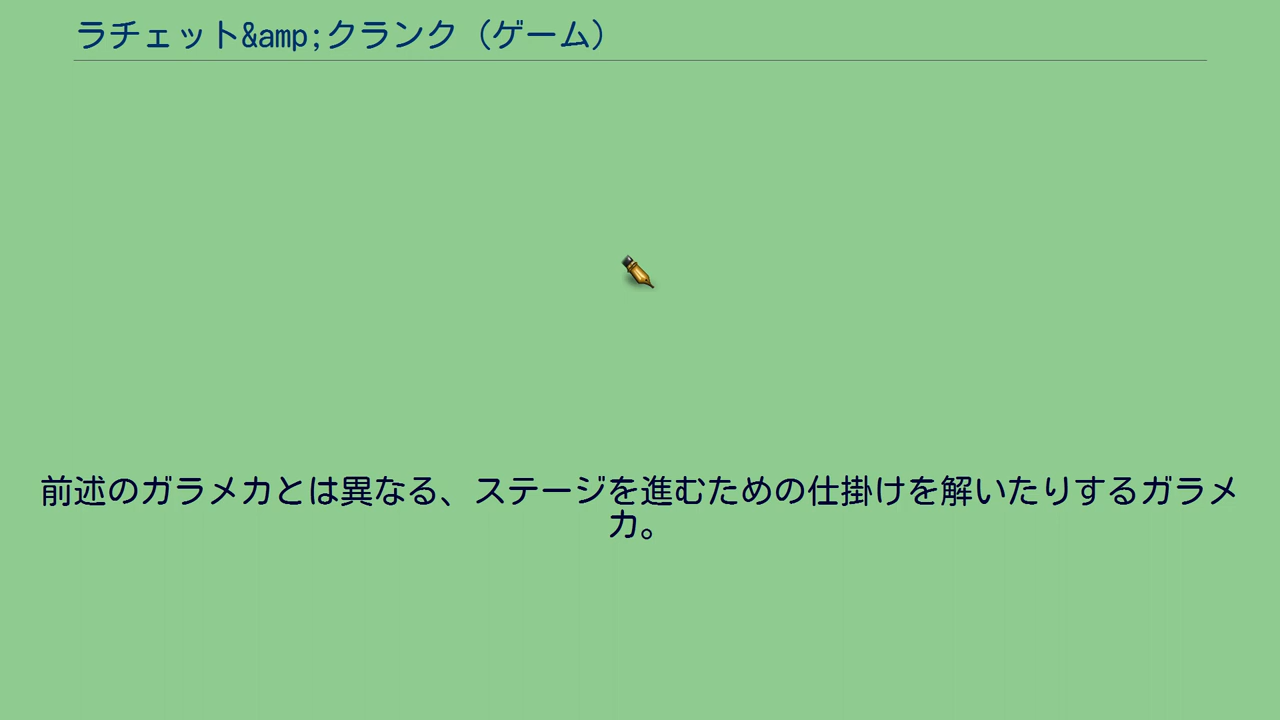 ラチェット&amp;クランク（ゲーム）
前述のガラメカとは異なる、ステージを進むための仕掛けを解いたりするガラメ
カ。